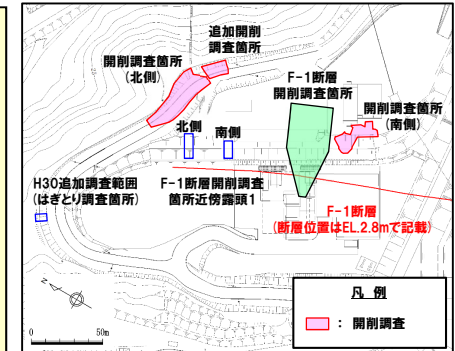 追加開削
調査箇所
開削調査箇所
(北側)
F-1断層
開削調査箇所
開削調査箇所
(南側)
北側
南側
H30追加調査範囲
(はぎとり調査箇所)
F-1断層開削調査
箇所近傍露頭1
F-1断層
(断層位置はEL.2.8mで記載)
N
0 50m
凡 例
: 開削調査